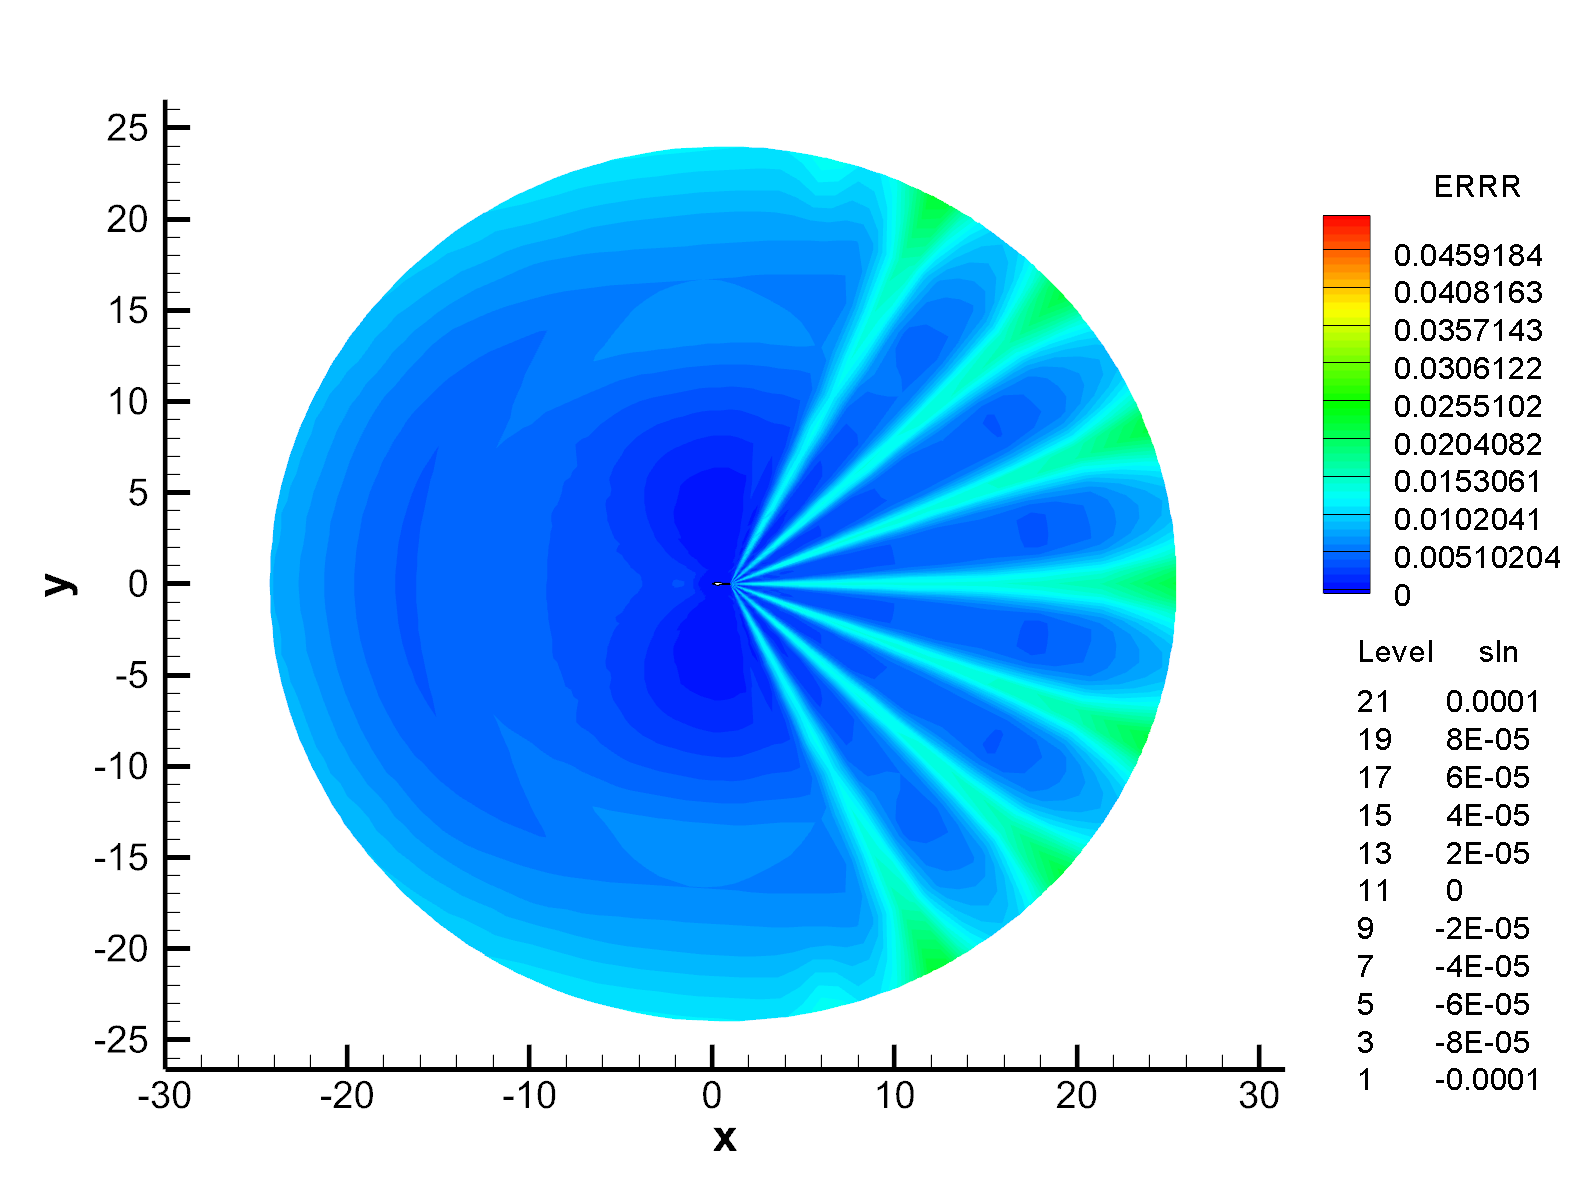 25
20
15
10
5
0
-5
-10
-15
-20
-25
y
-30 -20 -10 0 10 20 30
x
ERRR
0.0459184
0.0408163
0.0357143
0.0306122
0.0255102
0.0204082
0.0153061
0.0102041
0.00510204
0
Level sln
21 0.0001
19 8E-05
17 6E-05
15 4E-05
13 2E-05
11 0
9 -2E-05
7 -4E-05
5 -6E-05
3 -8E-05
1 -0.0001